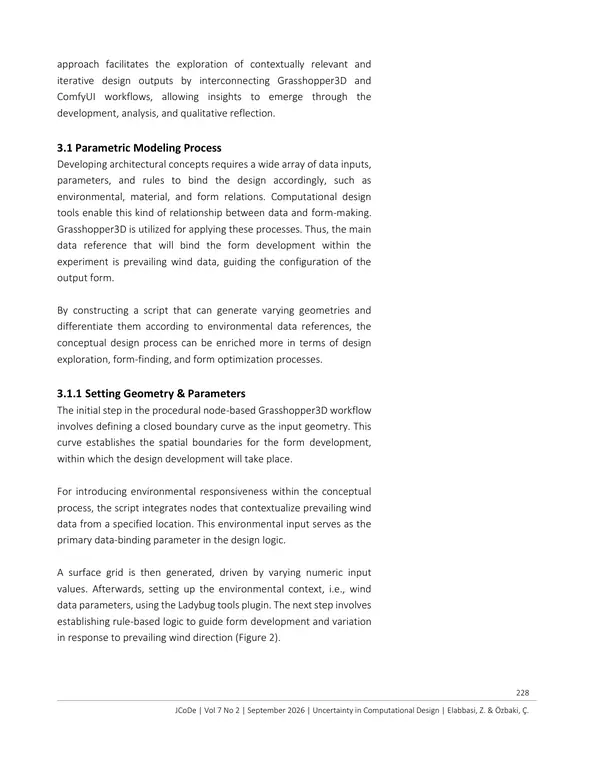 approach facilitates the exploration of contextually relevant and
iterative design outputs by interconnecting Grasshopper3D and
ComfyUI workflows, allowing insights to emerge through the
development, analysis, and qualitative reflection.
3.1 Parametric Modeling Process
Developing architectural concepts requires a wide array of data inputs,
parameters, and rules to bind the design accordingly, such as
environmental, material, and form relations. Computational design
tools enable this kind of relationship between data and form-making.
Grasshopper3D is utilized for applying these processes. Thus, the main
data reference that will bind the form development within the
experiment is prevailing wind data, guiding the configuration of the
output form.
By constructing a script that can generate varying geometries and
differentiate them according to environmental data references, the
conceptual design process can be enriched more in terms of design
exploration, form-finding, and form optimization processes.
3.1.1 Setting Geometry & Parameters
The initial step in the procedural node-based Grasshopper3D workflow
involves defining a closed boundary curve as the input geometry. This
curve establishes the spatial boundaries for the form development,
within which the design development will take place.
For introducing environmental responsiveness within the conceptual
process, the script integrates nodes that contextualize prevailing wind
data from a specified location. This environmental input serves as the
primary data-binding parameter in the design logic.
A surface grid is then generated, driven by varying numeric input
values. Afterwards, setting up the environmental context, i.e., wind
data parameters, using the Ladybug tools plugin. The next step involves
establishing rule-based logic to guide form development and variation
in response to prevailing wind direction (Figure 2).
228
JCoDe | Vol 7 No 2 | September 2026 | Uncertainty in Computational Design | Elabbasi, Z. & Özbaki, Ç.